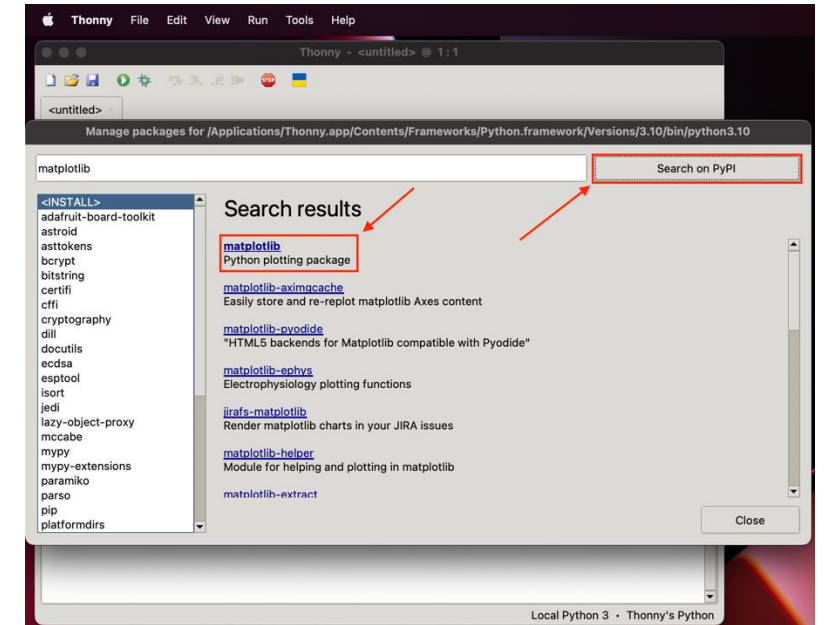 Thonny File Edit View Run Tools Help
Thonny - <untitled> @ 1:1
STOP
<untitled>
Manage packages for /Applications/Thonny.app/Contents/Frameworks/Python.framework/Versions/3.10/bin/python3.10
matplotlib
Search on PyPI
<INSTALL>
adafruit-board-toolkit
astroid
asttokens
bcrypt
bitstring
certifi
cffi
cryptography
dill
docutils
ecdsa
esptool
isort
jedi
lazy-object-proxy
mccabe
mypy
mypy-extensions
paramiko
parso
pip
platformdirs
Search results
matplotlib
Python plotting package
matplotlib-aximgcache
Easily store and re-replot matplotlib Axes content
matplotlib-pyodide
"HTML5 backends for Matplotlib compatible with Pyodide"
matplotlib-ephys
Electrophysiology plotting functions
jirafs-matplotlib
Render matplotlib charts in your JIRA issues
matplotlib-helper
Module for helping and plotting in matplotlib
matplotlib-extract
Close
Local Python 3 · Thonny's Python